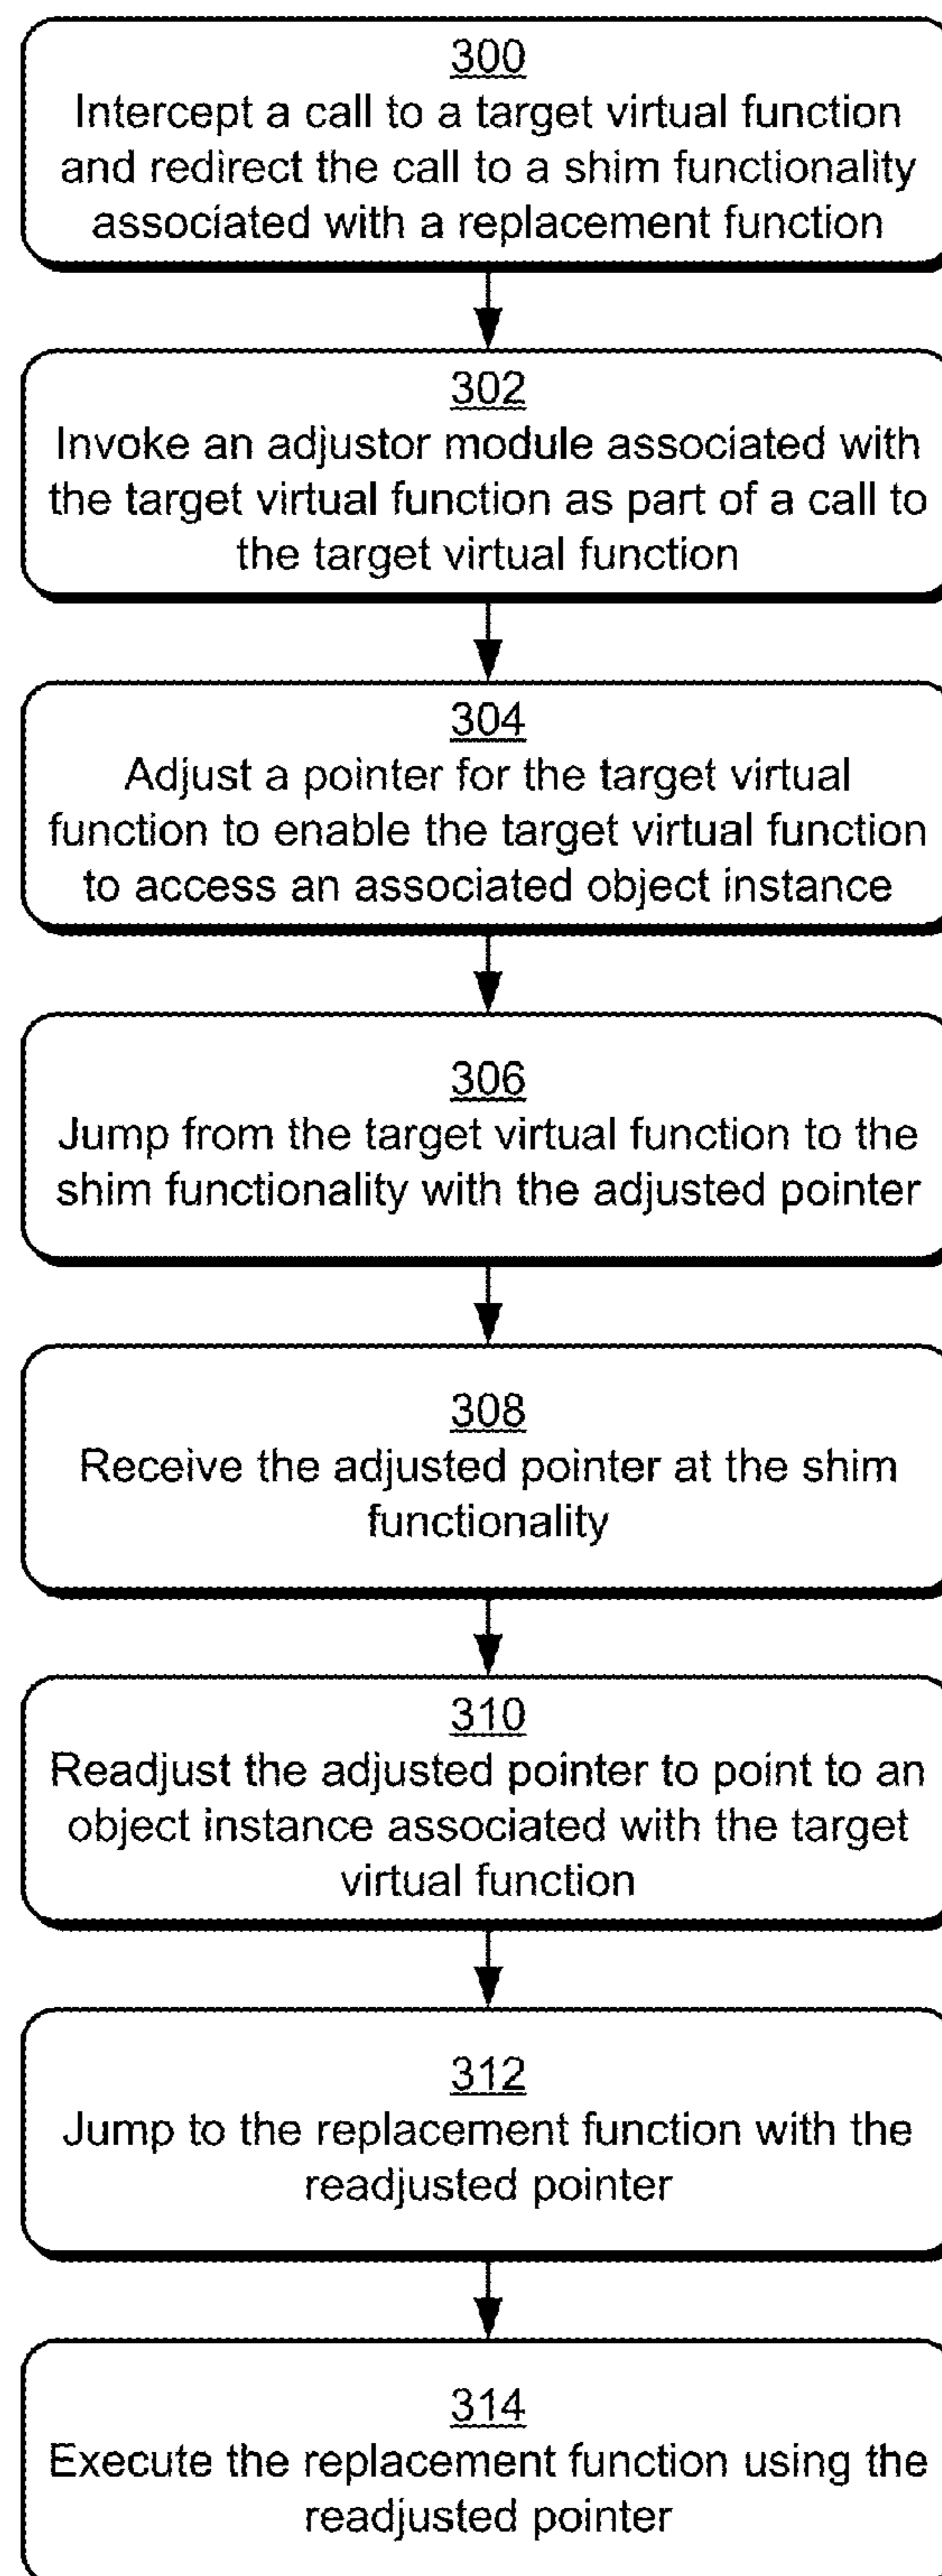 300
Intercept a call to a target virtual function
and redirect the call to a shim functionality
associated with a replacement function
302
Invoke an adjustor module associated with
the target virtual function as part of a call to
the target virtual function
304
Adjust a pointer for the target virtual
function to enable the target virtual function
to access an associated object instance
306
Jump from the target virtual function to the
shim functionality with the adjusted pointer
308
Receive the adjusted pointer at the shim
functionality
310
Readjust the adjusted pointer to point to an
object instance associated with the target
virtual function
312
Jump to the replacement function with the
readjusted pointer
314
Execute the replacement function using the
readjusted pointer